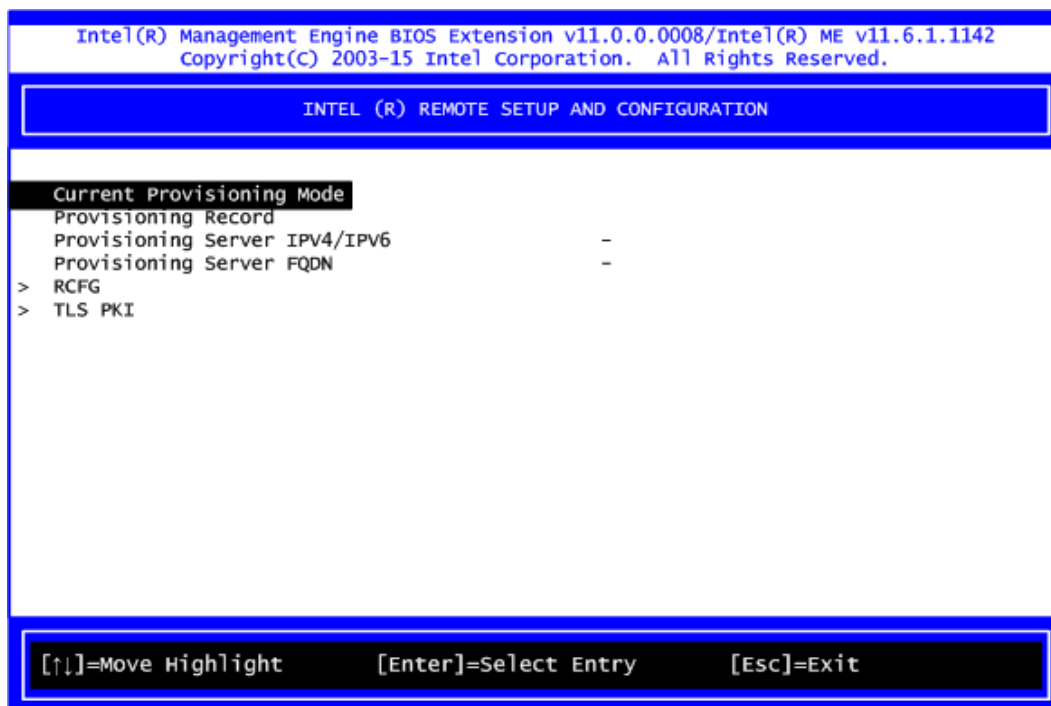 Intel(R) Management Engine BIOS Extension v11.0.0.0008/Intel(R) ME v11.6.1.1142
Copyright(C) 2003-15 Intel Corporation. All Rights Reserved.
INTEL (R) REMOTE SETUP AND CONFIGURATION
Current Provisioning Mode
Provisioning Record
Provisioning Server IPV4/IPV6 -
Provisioning Server FQDN -
> RCFG
> TLS PKI
[↑↓]=Move Highlight [Enter]=Select Entry [Esc]=Exit